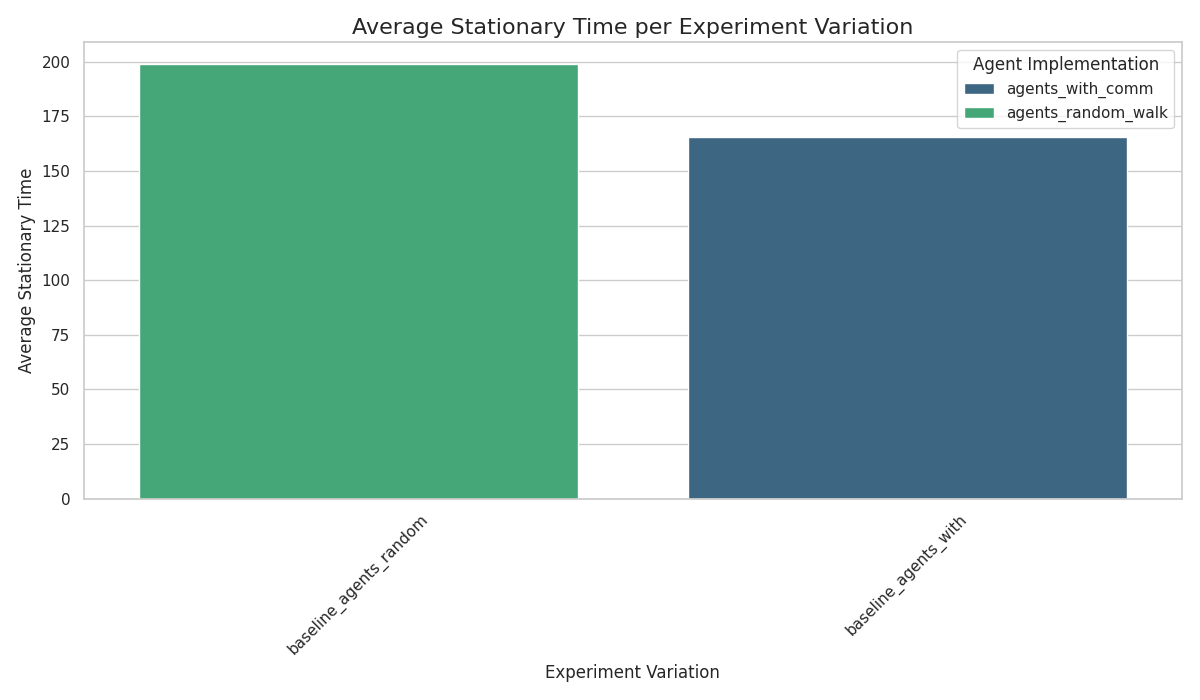 Average Stationary Time per Experiment Variation
Agent Implementation
agents_with_comm
agents_random_walk
Average Stationary Time
200
175
150
125
100
75
50
25
0
baseline_agents_random
baseline_agents_with
Experiment Variation